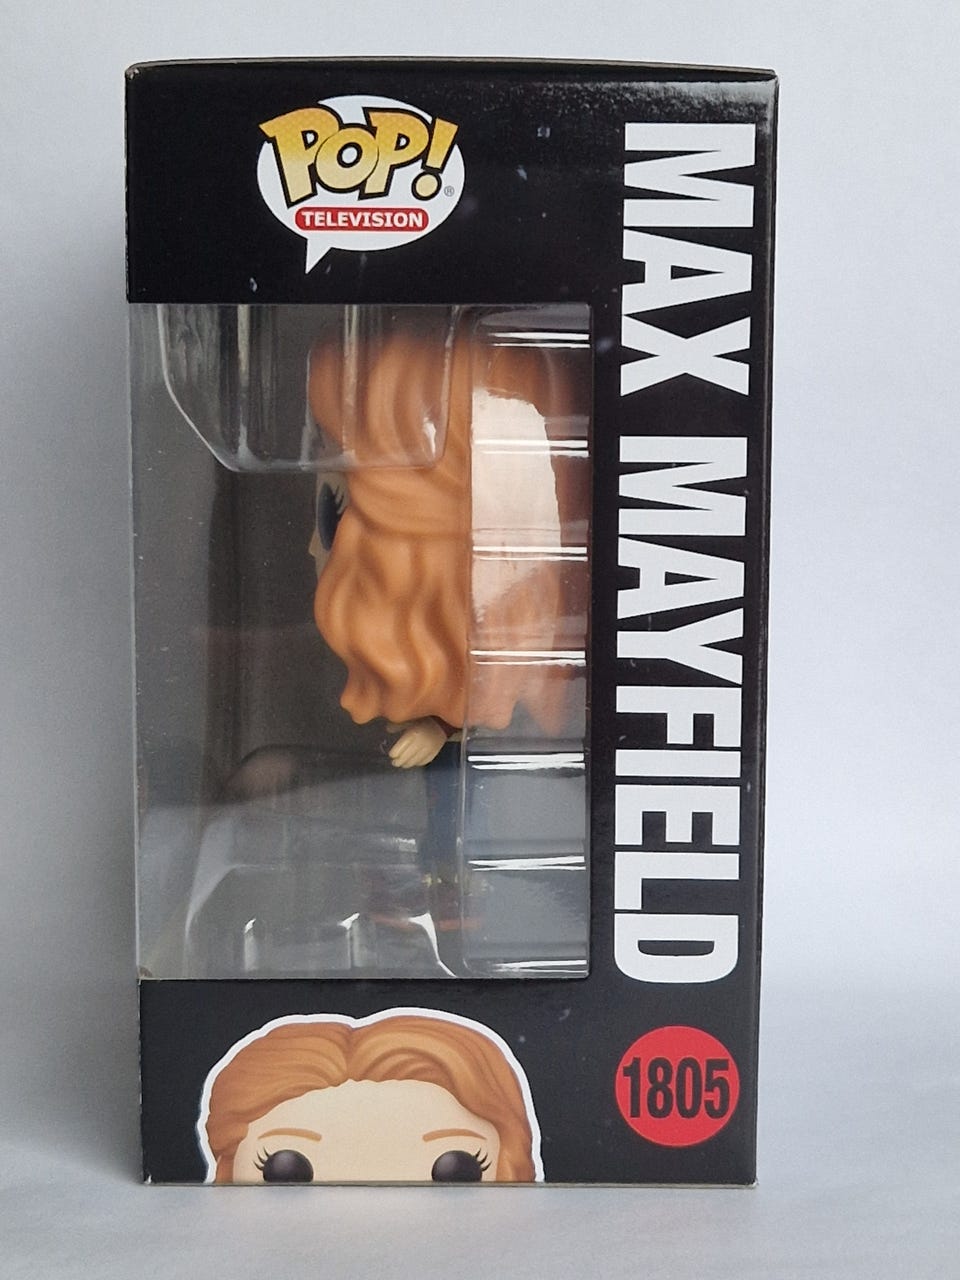 POP!
®
TELEVISION
MAX MAYFIELD
1805